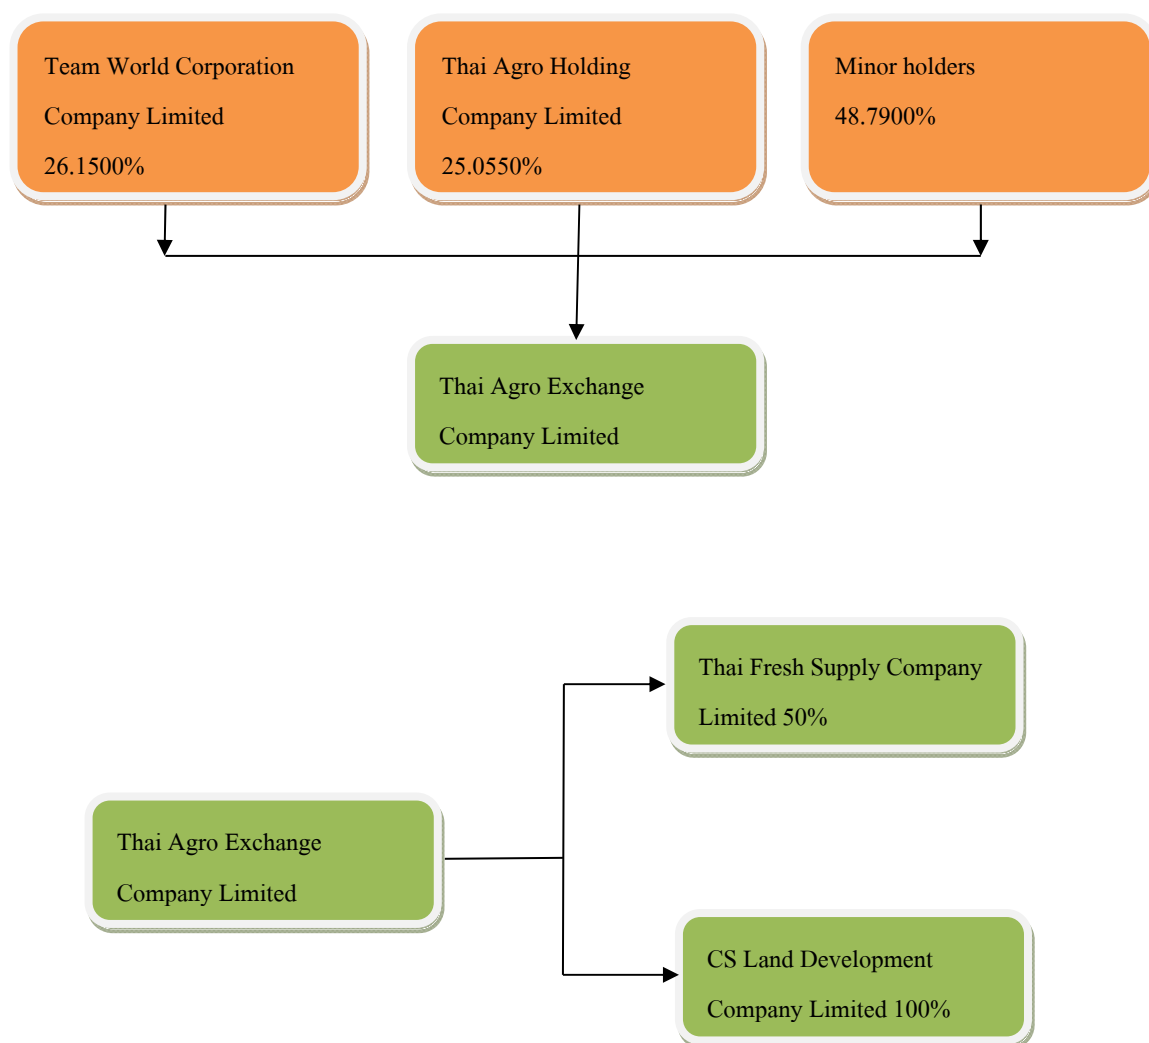 Team World Corporation
Company Limited
26.1500%
Thai Agro Holding
Company Limited
25.0550%
Minor holders
48.7900%
Thai Agro Exchange
Company Limited
Thai Fresh Supply Company
Limited 50%
Thai Agro Exchange
Company Limited
CS Land Development
Company Limited 100%